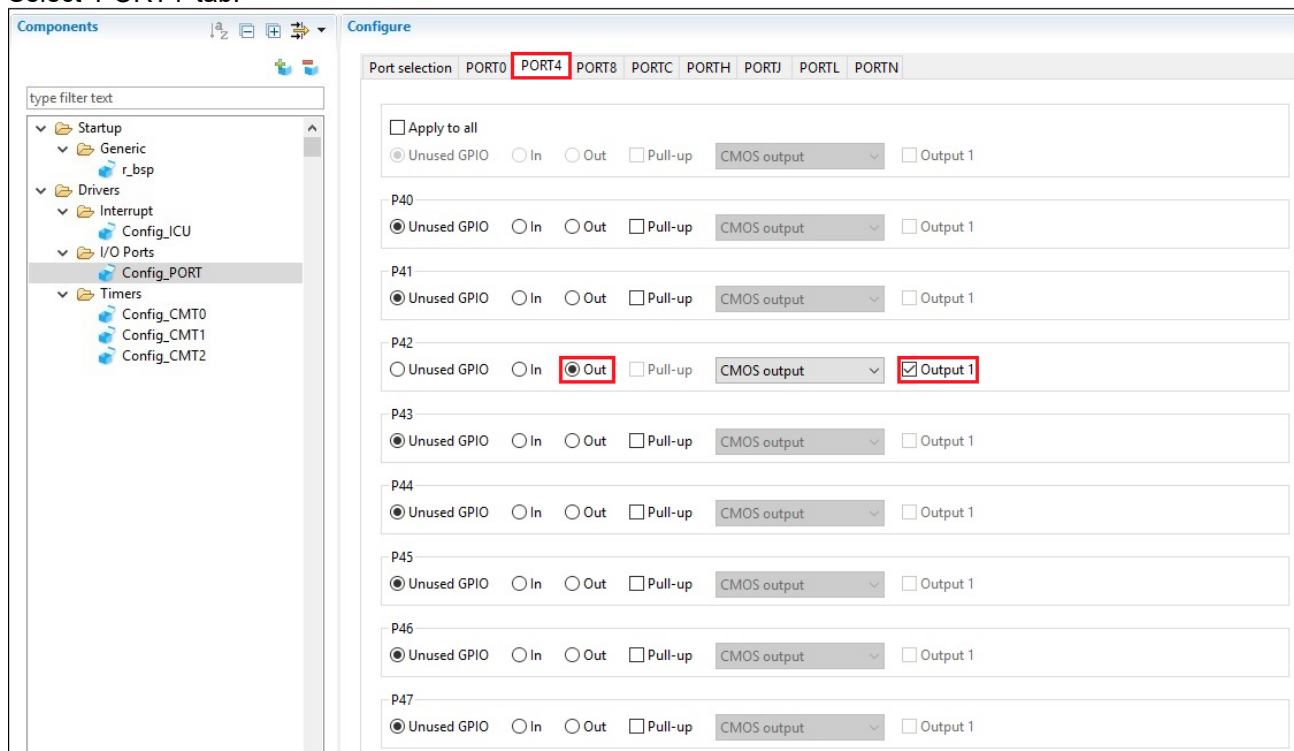 Components
Configure
Port selection PORT0 PORT4 PORT8 PORTC PORTH PORTJ PORTL PORTN
type filter text
Startup
Generic
r_bsp
Drivers
Interrupt
Config_ICU
I/O Ports
Config_PORT
Timers
Config_CMT0
Config_CMT1
Config_CMT2
Apply to all
Unused GPIO In Out Pull-up CMOS output Output 1
P40
Unused GPIO In Out Pull-up CMOS output Output 1
P41
Unused GPIO In Out Pull-up CMOS output Output 1
P42
Unused GPIO In Out Pull-up CMOS output Output 1
P43
Unused GPIO In Out Pull-up CMOS output Output 1
P44
Unused GPIO In Out Pull-up CMOS output Output 1
P45
Unused GPIO In Out Pull-up CMOS output Output 1
P46
Unused GPIO In Out Pull-up CMOS output Output 1
P47
Unused GPIO In Out Pull-up CMOS output Output 1